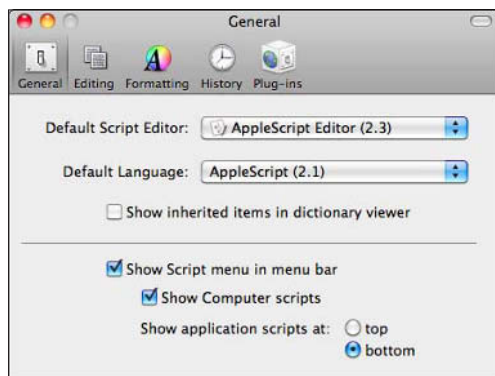 General
General Editing Formatting History Plug-ins
Default Script Editor: AppleScript Editor (2.3)
Default Language: AppleScript (2.1)
Show inherited items in dictionary viewer
Show Script menu in menu bar
Show Computer scripts
Show application scripts at: top
bottom